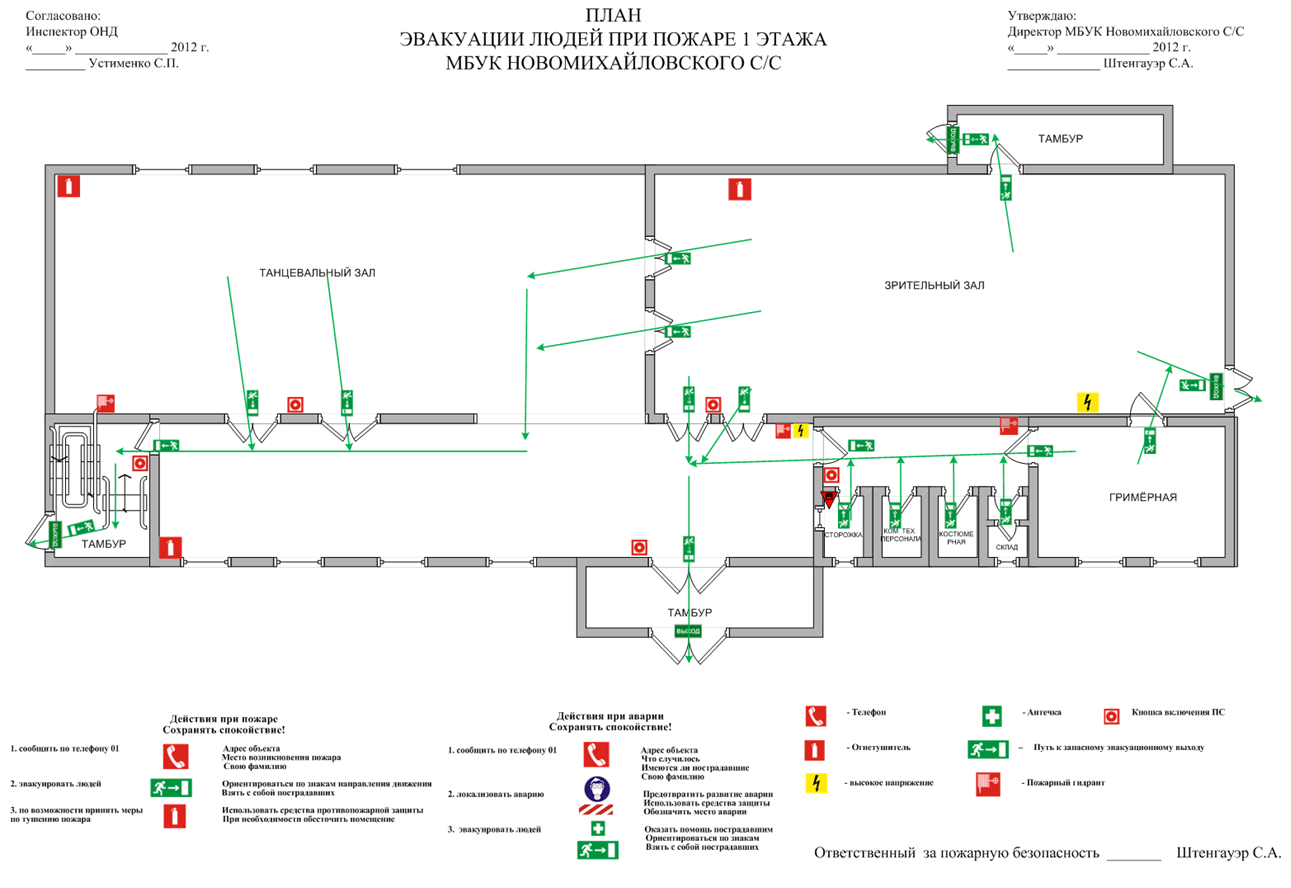 Согласовано:
Инспектор ОНД
«_____» _______________ 2012 г.
__________ Устименко С.П.
ПЛАН
ЭВАКУАЦИИ ЛЮДЕЙ ПРИ ПОЖАРЕ 1 ЭТАЖА
МБУК НОВОМИХАЙЛОВСКОГО С/С
Утверждаю:
Директор МБУК Новомихайловского С/С
«_____» _______________ 2012 г.
_______________ Штенгауэр С.А.
ТАМБУР
ВЫХОД
ТАНЦЕВАЛЬНЫЙ ЗАЛ
ЗРИТЕЛЬНЫЙ ЗАЛ
ВЫХОД
ГРИМЁРНАЯ
ВЫХОД
ТАМБУР
СТОРОЖКА
КОМ. ТЕХ.
ПЕРСОНАЛА
КОСТЮМЕ
РНАЯ
СКЛАД
ТАМБУР
ВЫХОД
Действия при пожаре
Сохранять спокойствие!
1. сообщить по телефону 01
Адрес объекта
Место возникновения пожара
Свою фамилию
2. эвакуировать людей
Ориентироваться по знакам направления движения
Взять с собой пострадавших
3. по возможности принять меры
по тушению пожара
Использовать средства противопожарной защиты
При необходимости обесточить помещение
Действия при аварии
Сохранять спокойствие!
1. сообщить по телефону 01
Адрес объекта
Что случилось
Имеются ли пострадавшие
Свою фамилию
2. локализовать аварию
Предотвратить развитие аварии
Использовать средства защиты
Обозначить место аварии
3. эвакуировать людей
Оказать помощь пострадавшим
Ориентироваться по знакам
Взять с собой пострадавших
- Телефон
- Аптечка
Кнопка включения ПС
- Огнетушитель
– Путь к запасному эвакуационному выходу
- высокое напряжение
- Пожарный гидрант
Ответственный за пожарную безопасность _______ Штенгауэр С.А.